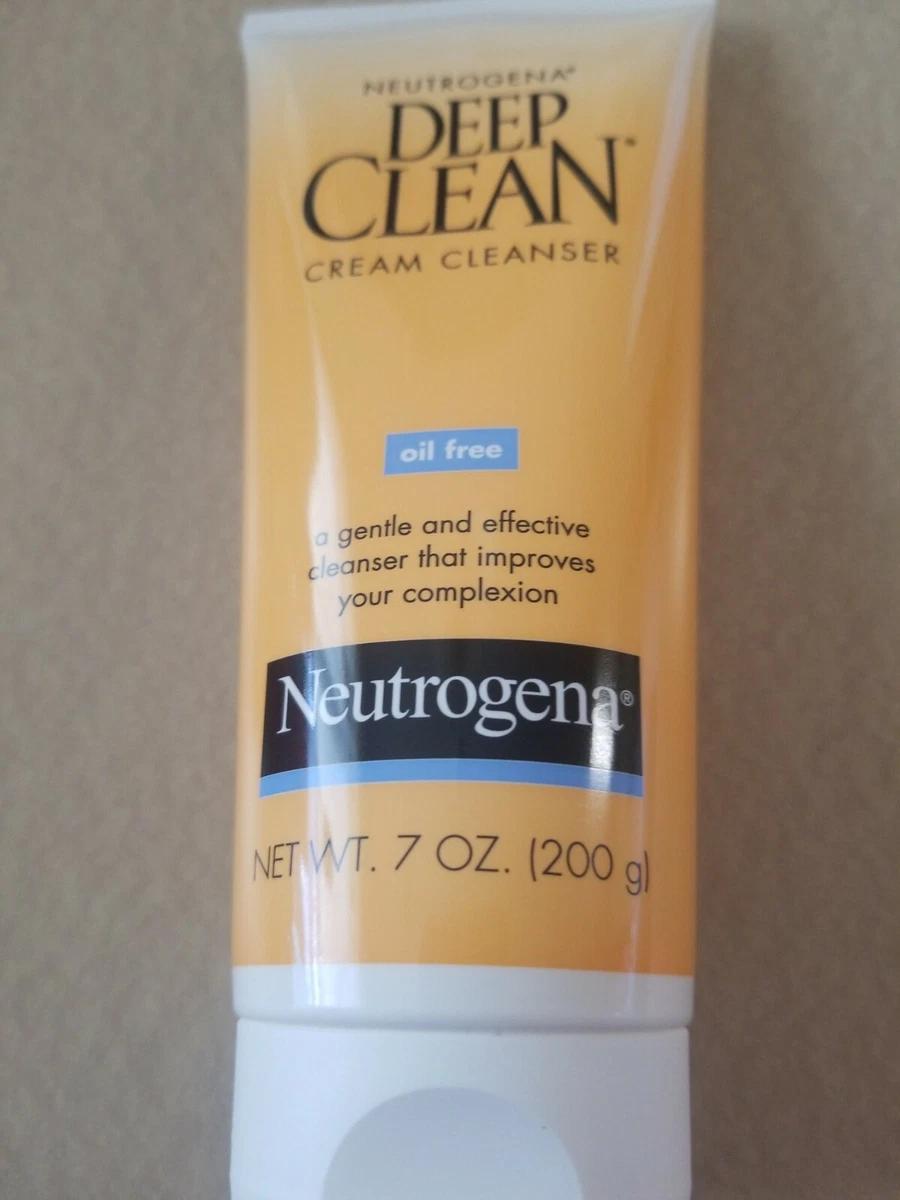 NEUTROGENA®
DEEP
CLEAN™
CREAM CLEANSER
oil free
a gentle and effective
cleanser that improves
your complexion
Neutrogena®
NET WT. 7 OZ. (200 g)